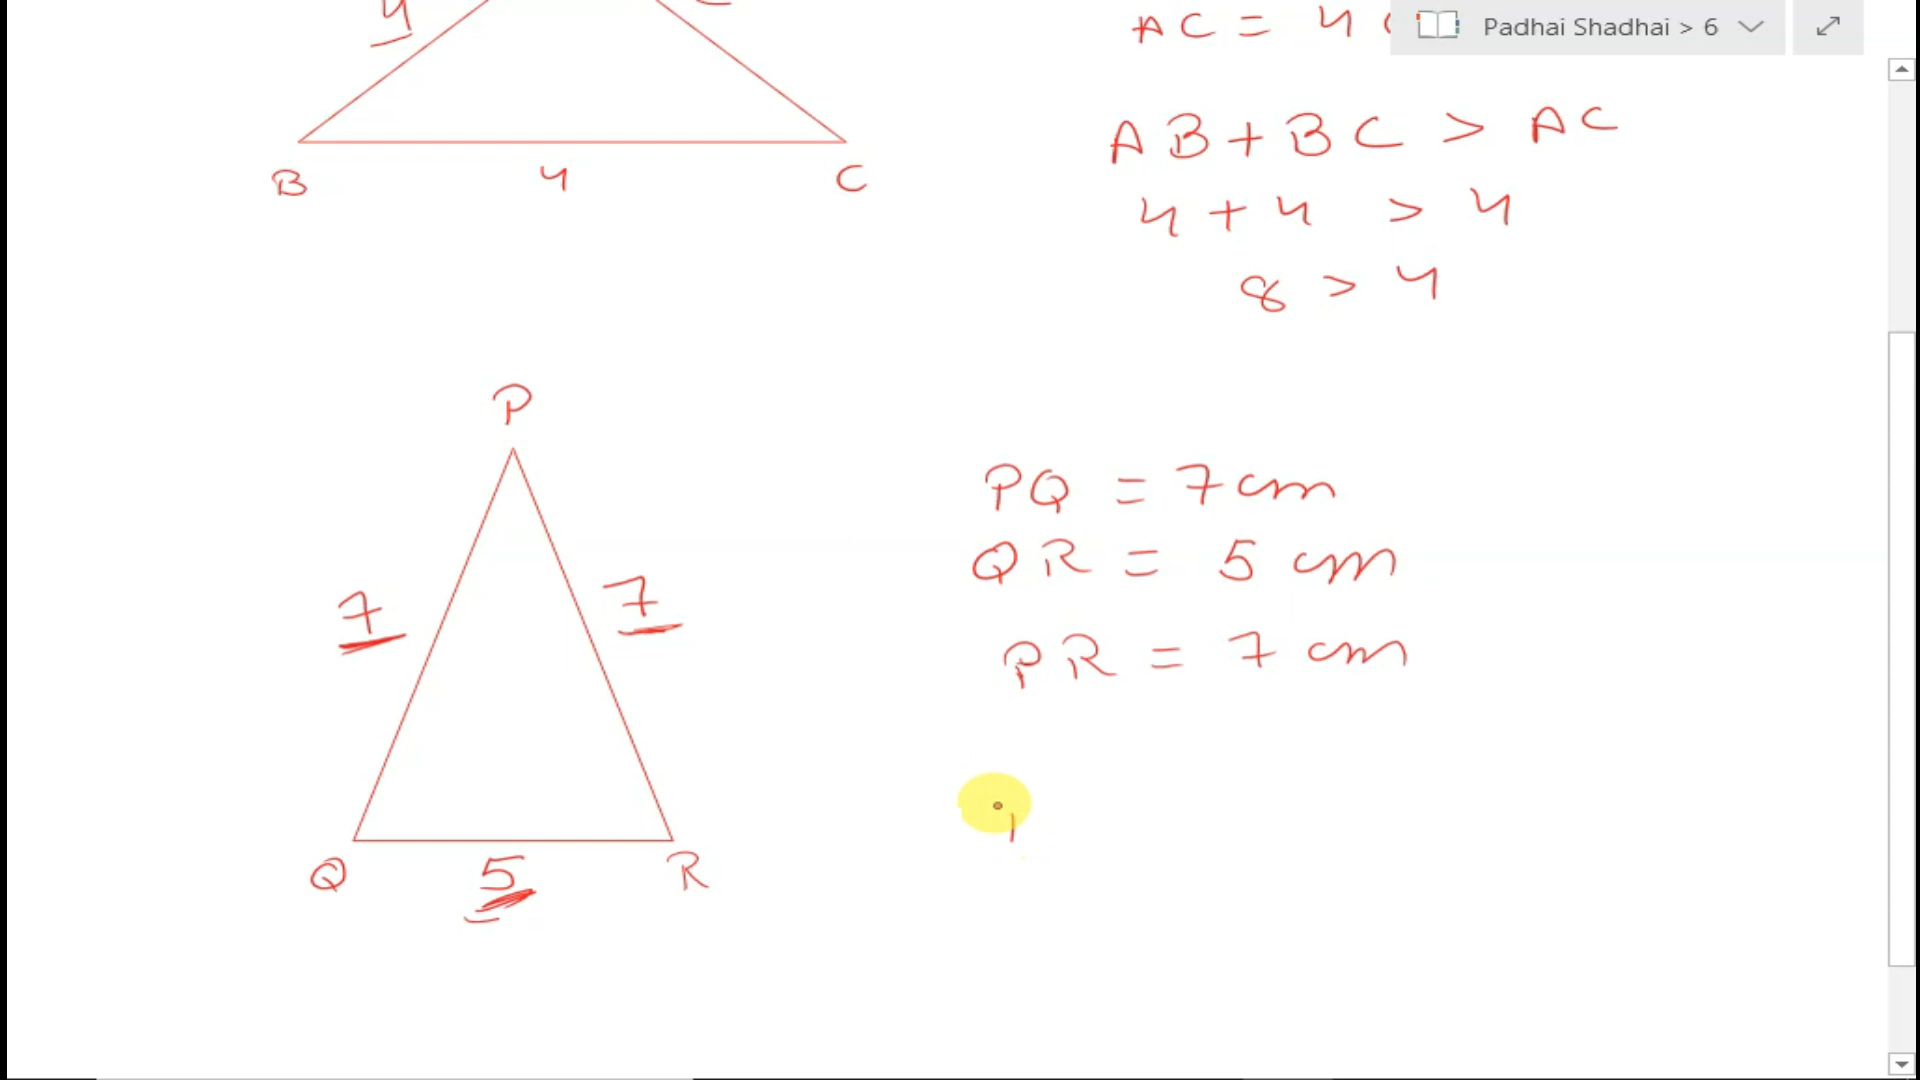 4
AC = 4
Padhai Shadhai > 6
AB + BC > AC
B 4 C
4 + 4 > 4
8 > 4
P
PQ = 7 cm
QR = 5 cm
7 7
PR = 7 cm
Q 5 R